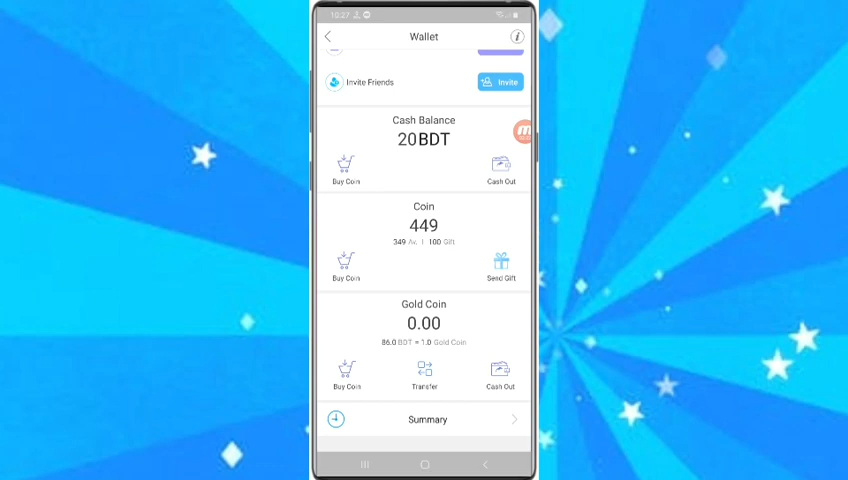 10:27
Wallet
Invite Friends
Invite
Cash Balance
20BDT
Buy Coin
Cash Out
Coin
449
349 Av. | 100 Gift
Buy Coin
Send Gift
Gold Coin
0.00
86.0 BDT = 1.0 Gold Coin
Buy Coin
Transfer
Cash Out
Summary